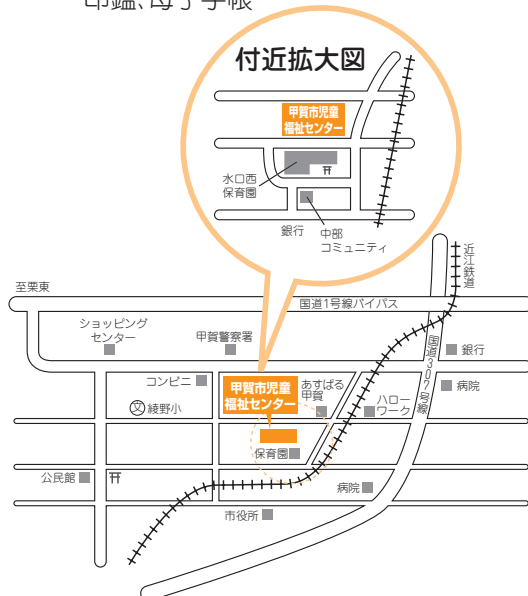 印鑑、母子手帳
付近拡大図
甲賀市児童
福祉センター
水口西
保育園
銀行
中部
コミュニティ
近江鉄道
至栗東
国道1号線バイパス
ショッピング
センター
甲賀警察署
国道307号線
銀行
コンビニ
甲賀市児童
福祉センター
あすぱる
甲賀
病院
文
綾野小
ハロー
ワーク
保育園
公民館
病院
市役所